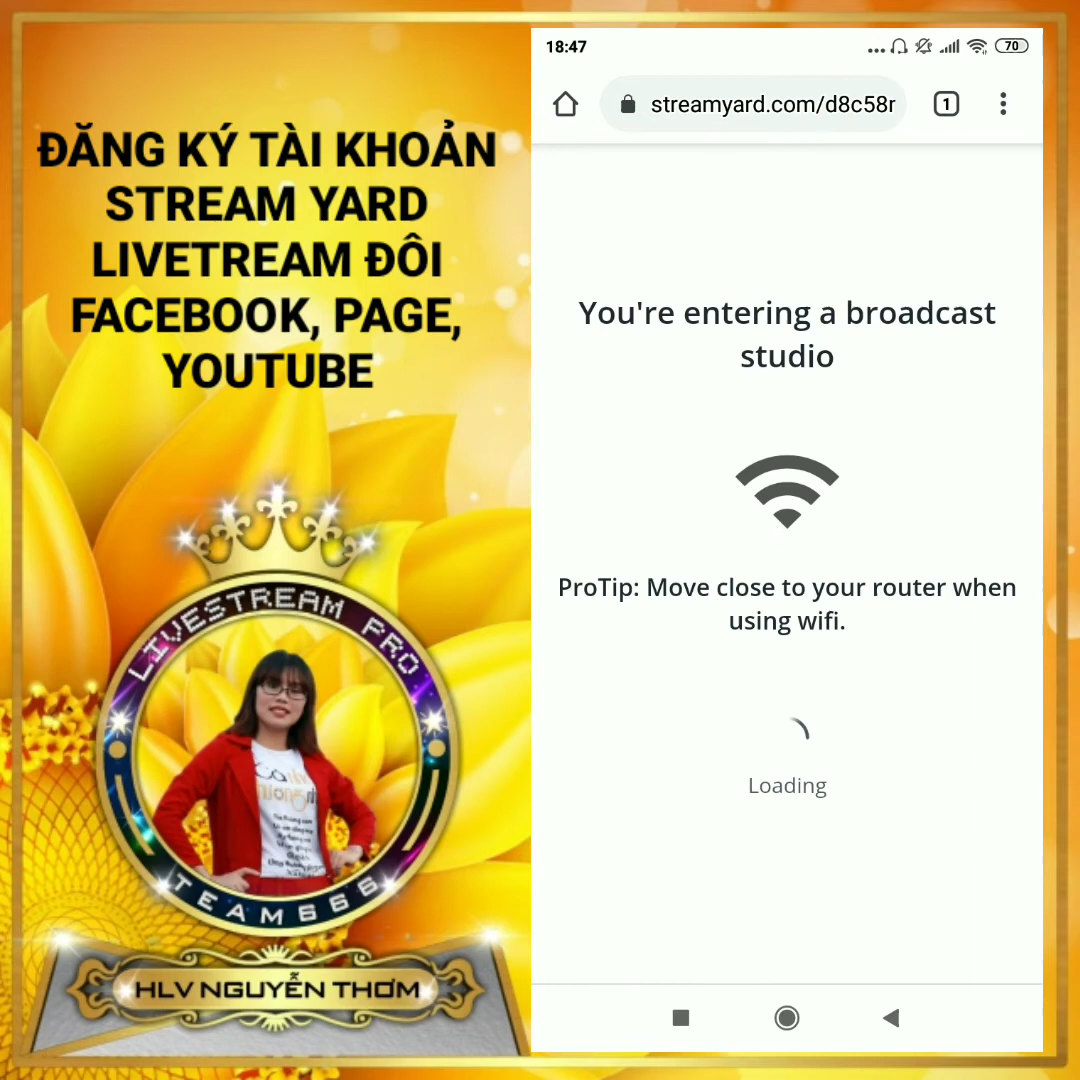 ĐĂNG KÝ TÀI KHOẢN
STREAM YARD
LIVETREAM ĐÔI
FACEBOOK, PAGE,
YOUTUBE
LIVESTREAM PRO
TEAM666
HLV NGUYỄN THƠM
18:47
70
streamyard.com/d8c58r
1
You're entering a broadcast
studio
ProTip: Move close to your router when
using wifi.
Loading